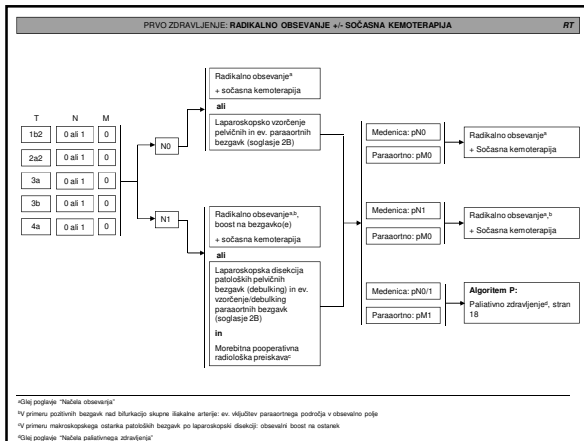 PRVO ZDRAVLJENJE: RADIKALNO OBSEVANJE +/- SOČASNA KEMOTERAPIJA RT
T N M
1b2 0 ali 1 0
2a2 0 ali 1 0
3a 0 ali 1 0
3b 0 ali 1 0
4a 0 ali 1 0
N0
N1
Radikalno obsevanjeᵃ
+ sočasna kemoterapija
ali
Laparoskopsko vzorčenje
pelvičnih in ev. paraaortnih
bezgavk (soglasje 2B)
Radikalno obsevanjeᵃ,ᵇ,
boost na bezgavko(e)
+ sočasna kemoterapija
ali
Laparoskopska disekcija
patoloških pelvičnih
bezgavk (debulking) in ev.
vzorčenje/debulking
paraaortnih bezgavk
(soglasje 2B)
in
Morebitna pooperativna
radiološka preiskavaᶜ
Medenica: pN0
Paraaortno: pM0
Radikalno obsevanjeᵃ
+ Sočasna kemoterapija
Medenica: pN1
Paraaortno: pM0
Radikalno obsevanjeᵃ,ᵇ
+ Sočasna kemoterapija
Medenica: pN0/1
Paraaortno: pM1
Algoritem P:
Paliativno zdravljenjeᵈ, stran
18
ᵃGlej poglavje "Načela obsevanja"
ᵇV primeru pozitivnih bezgavk nad bifurkacijo skupne iliakalne arterije: ev. vključitev paraaortnega področja v obsevalno polje
ᶜV primeru makroskopskega ostanka patoloških bezgavk po laparoskopski disekciji: obsevalni boost na ostanek
ᵈGlej poglavje "Načela paliativnega zdravljenja"